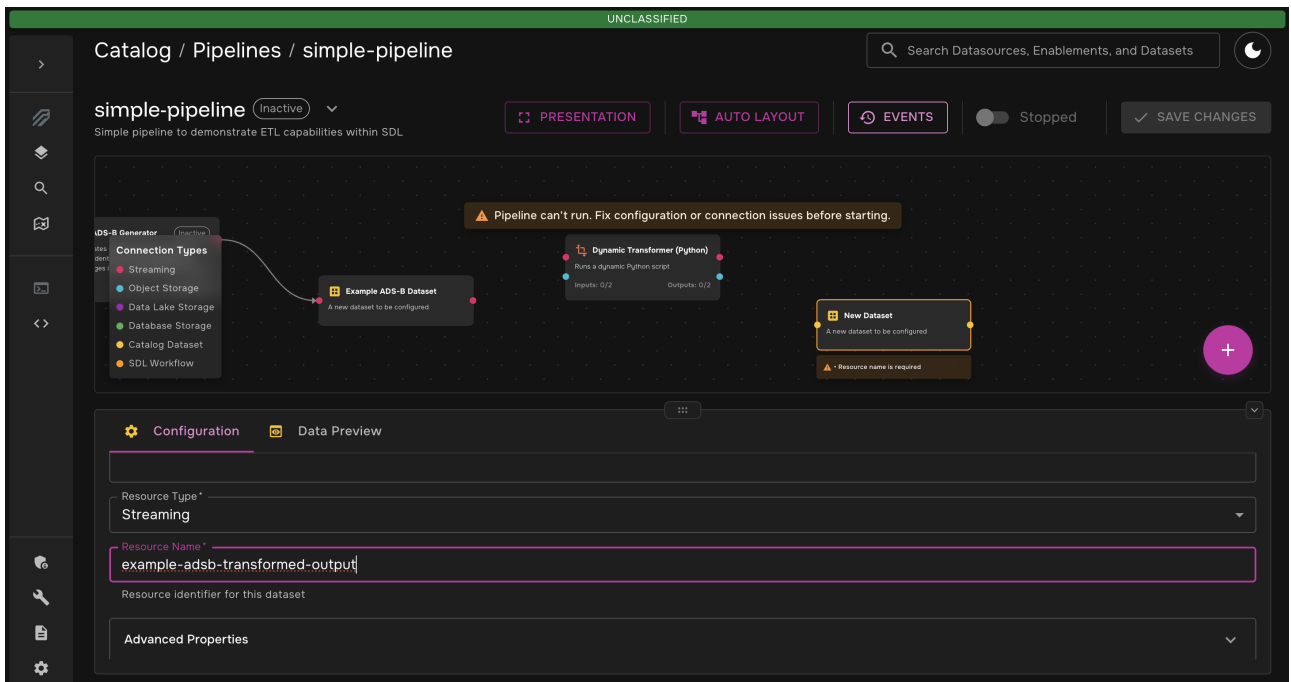 UNCLASSIFIED
Catalog / Pipelines / simple-pipeline
Search Datasources, Enablements, and Datasets
simple-pipeline Inactive
Simple pipeline to demonstrate ETL capabilities within SDL
PRESENTATION
AUTO LAYOUT
EVENTS
Stopped
SAVE CHANGES
Pipeline can't run. Fix configuration or connection issues before starting.
ADS-B Generator Inactive
Connection Types
Streaming
Object Storage
Data Lake Storage
Database Storage
Catalog Dataset
SDL Workflow
Example ADS-B Dataset
A new dataset to be configured
Dynamic Transformer (Python)
Runs a dynamic Python script
Inputs: 0/2 Outputs: 0/2
New Dataset
A new dataset to be configured
- Resource name is required
+
Configuration
Data Preview
Resource Type*
Streaming
Resource Name*
example-adsb-transformed-output
Resource identifier for this dataset
Advanced Properties